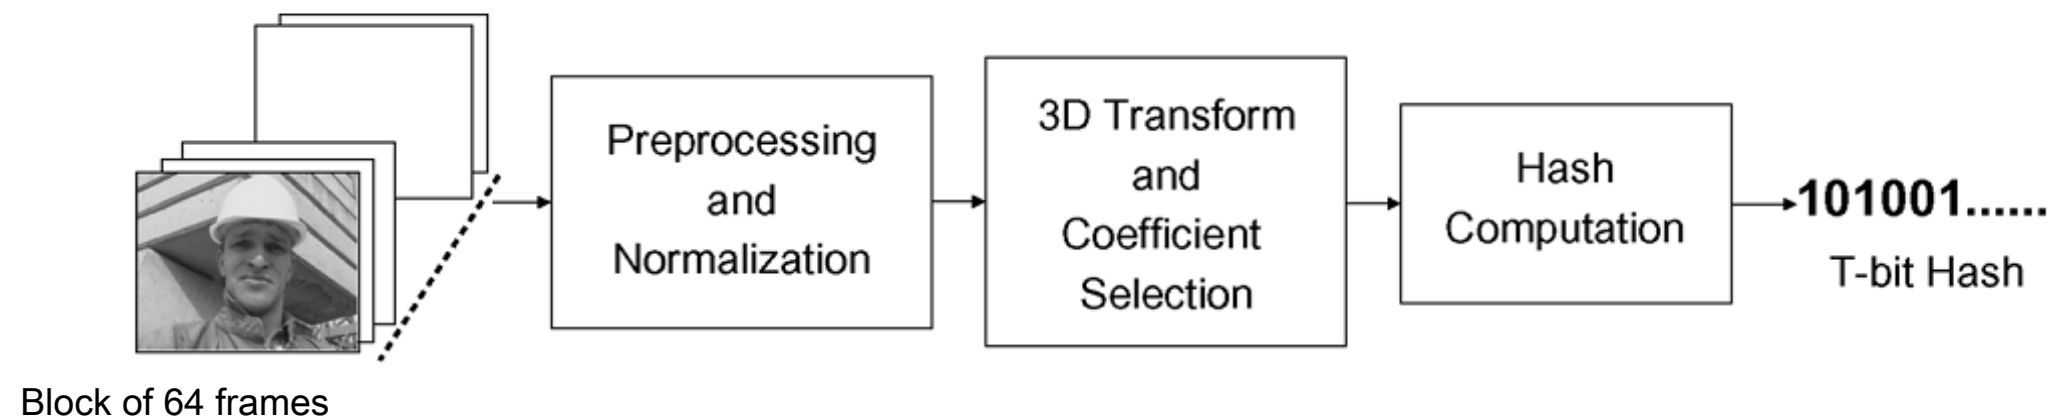 Preprocessing
and
Normalization
3D Transform
and
Coefficient
Selection
Hash
Computation
101001......
T-bit Hash
Block of 64 frames